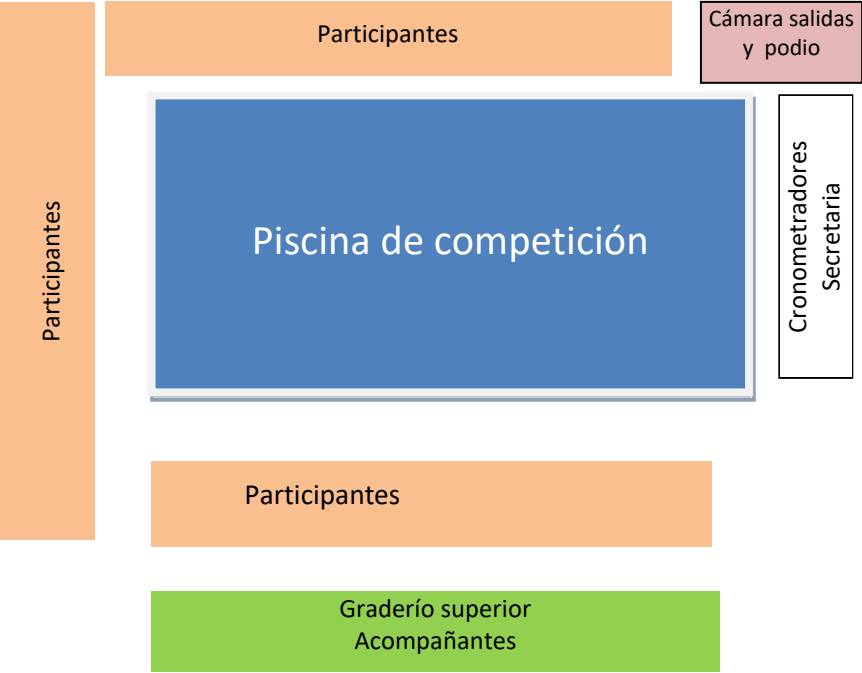 Participantes
Cámara salidas
y podio
Participantes
Piscina de competición
Cronometradores
Secretaria
Participantes
Graderío superior
Acompañantes